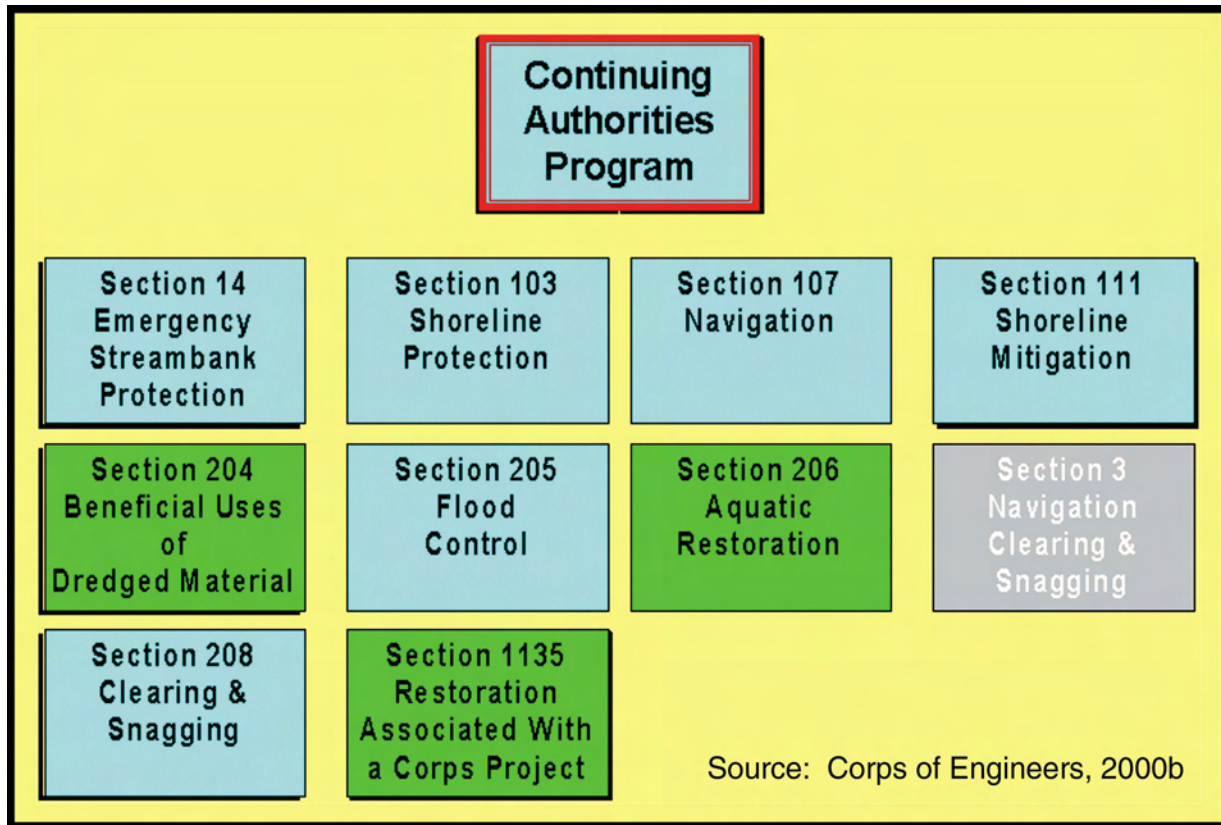 Continuing
Authorities
Program
Section 14
Emergency
Streambank
Protection
Section 103
Shoreline
Protection
Section 107
Navigation
Section 111
Shoreline
Mitigation
Section 204
Beneficial Uses
of
Dredged Material
Section 205
Flood
Control
Section 206
Aquatic
Restoration
Section 3
Navigation
Clearing &
Snagging
Section 208
Clearing &
Snagging
Section 1135
Restoration
Associated With
a Corps Project
Source: Corps of Engineers, 2000b